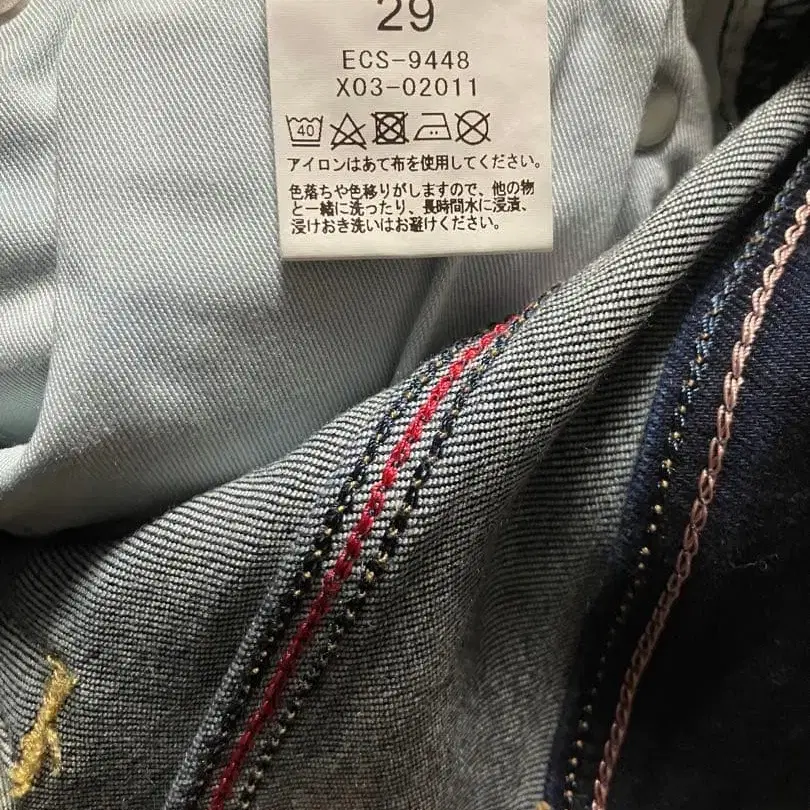 29
ECS-9448
X03-02011
40
アイロンはあて布を使用してください。
色落ちや色移りがしますので、他の物
と一緒に洗ったり、長時間水に浸漬、
浸けおき洗いはお避けください。